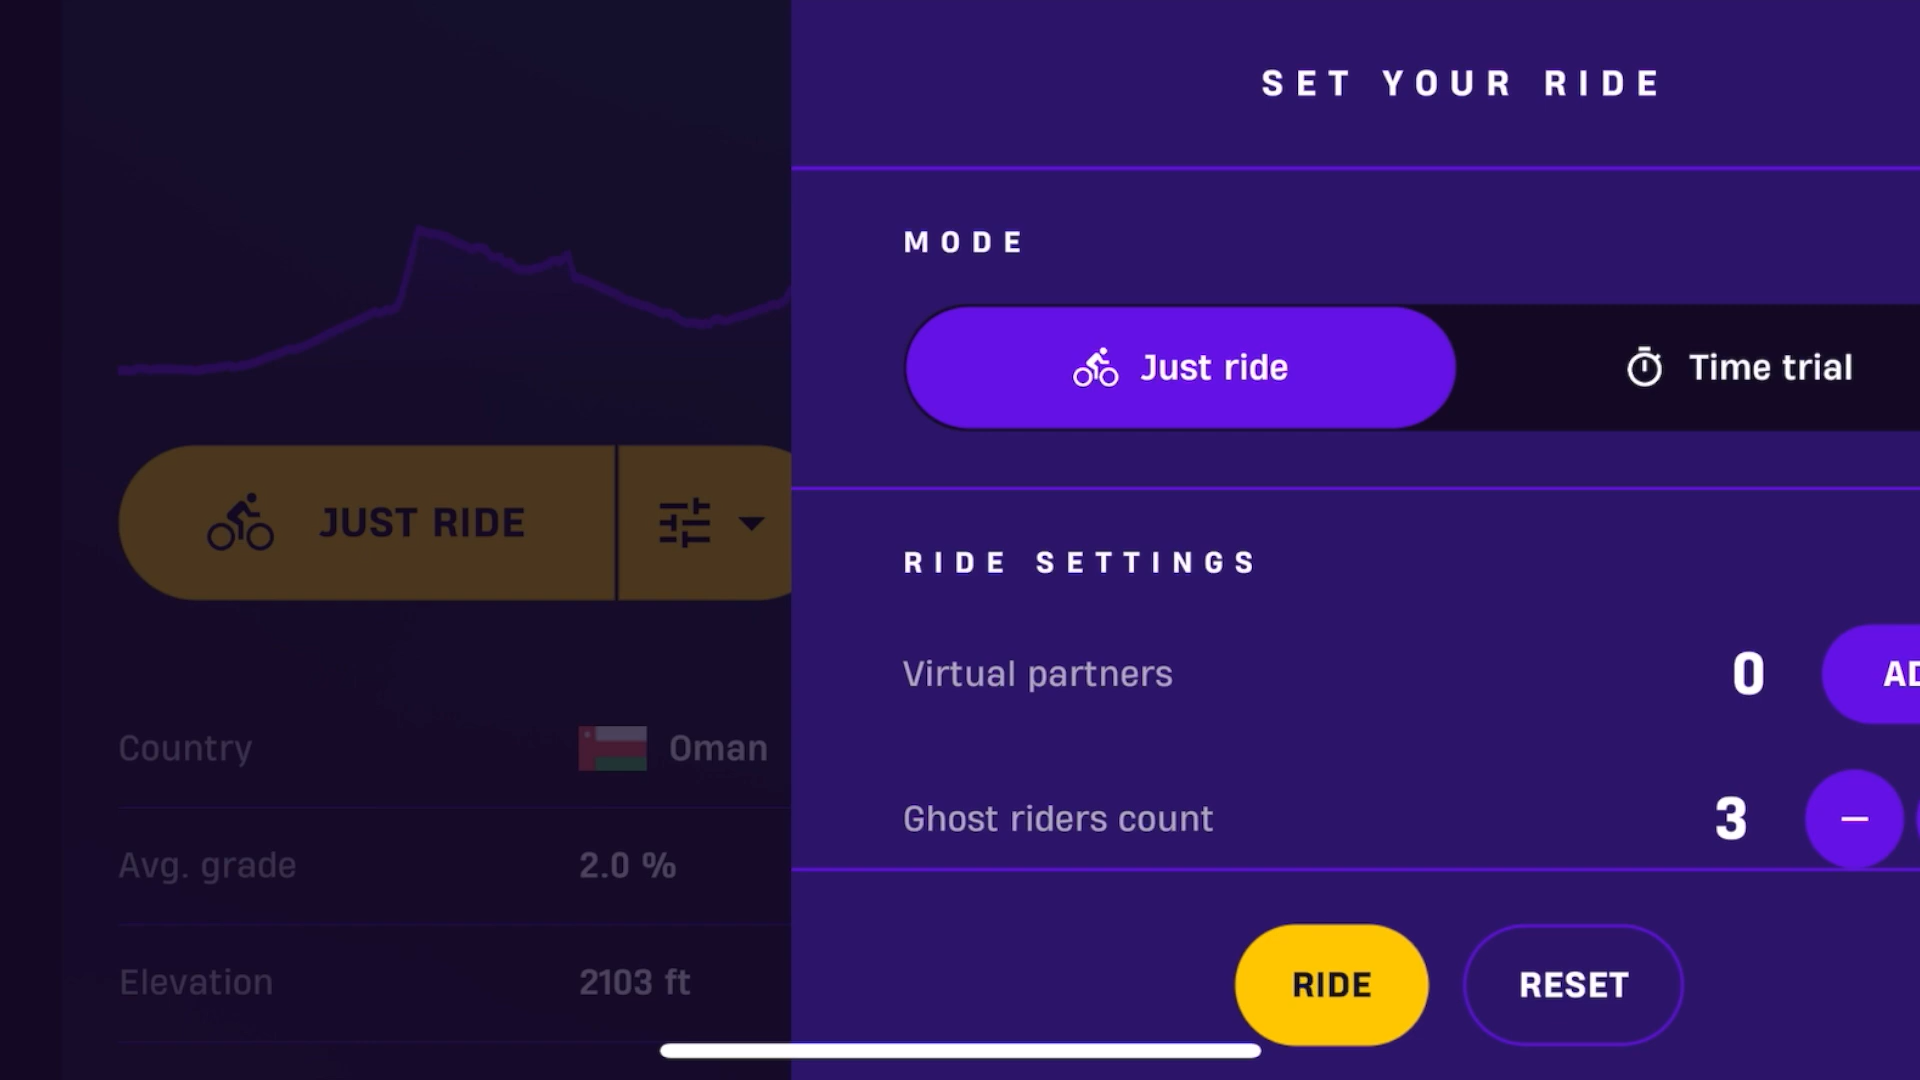 SET YOUR RIDE
MODE
Just ride
Time trial
JUST RIDE
RIDE SETTINGS
Virtual partners 0 AD
Ghost riders count 3 –
Country Oman
Avg. grade 2.0 %
Elevation 2103 ft
RIDE RESET